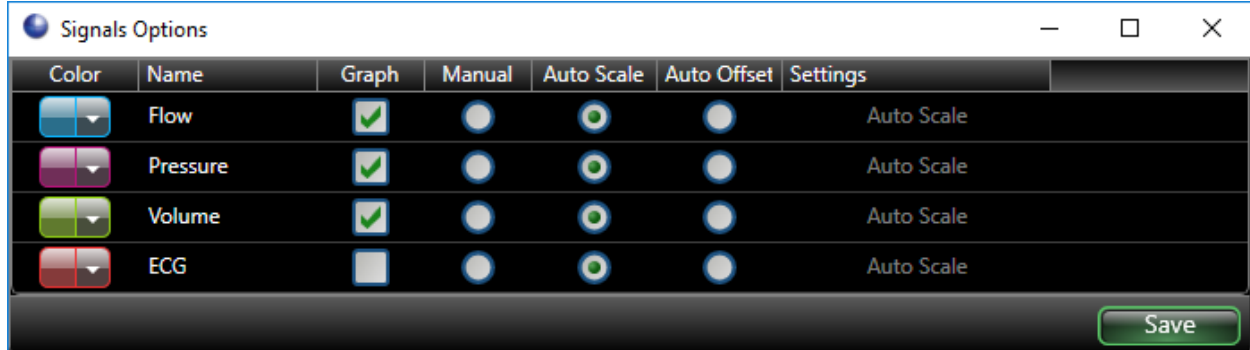 Signals Options
Color Name Graph Manual Auto Scale Auto Offset Settings
Flow Auto Scale
Pressure Auto Scale
Volume Auto Scale
ECG Auto Scale
Save